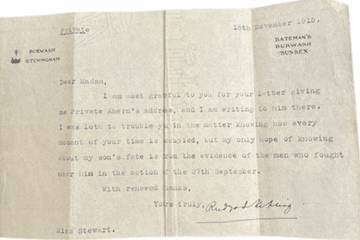 Private
18th November 1915.
BURWASH
ETCHINGHAM
BATEMAN'S
BURWASH
SUSSEX
Dear Madam,
I am most grateful to you for your letter giving
me Private Ahern's address, and I am writing to him there.
I was loth to trouble you in the matter knowing how every
moment of your time is occupied, but my only hope of knowing
about my son's fate is from the evidence of the men who fought
near him in the action of the 27th September.
With renewed thanks,
Yours truly,
Rudyard Kipling
Miss Stewart.